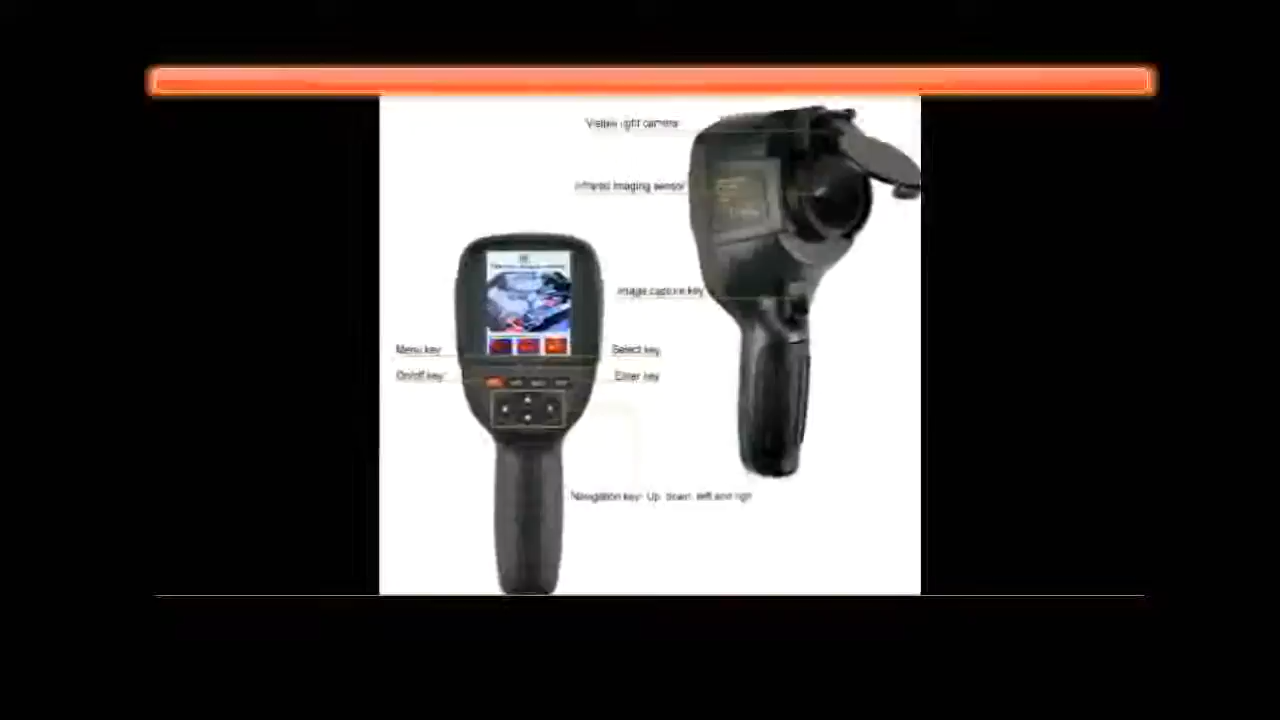 Visible light camera
Infrared imaging sensor
Image capture key
Menu key
Select key
On/off key
Enter key
Navigation key: Up, down, left and righ